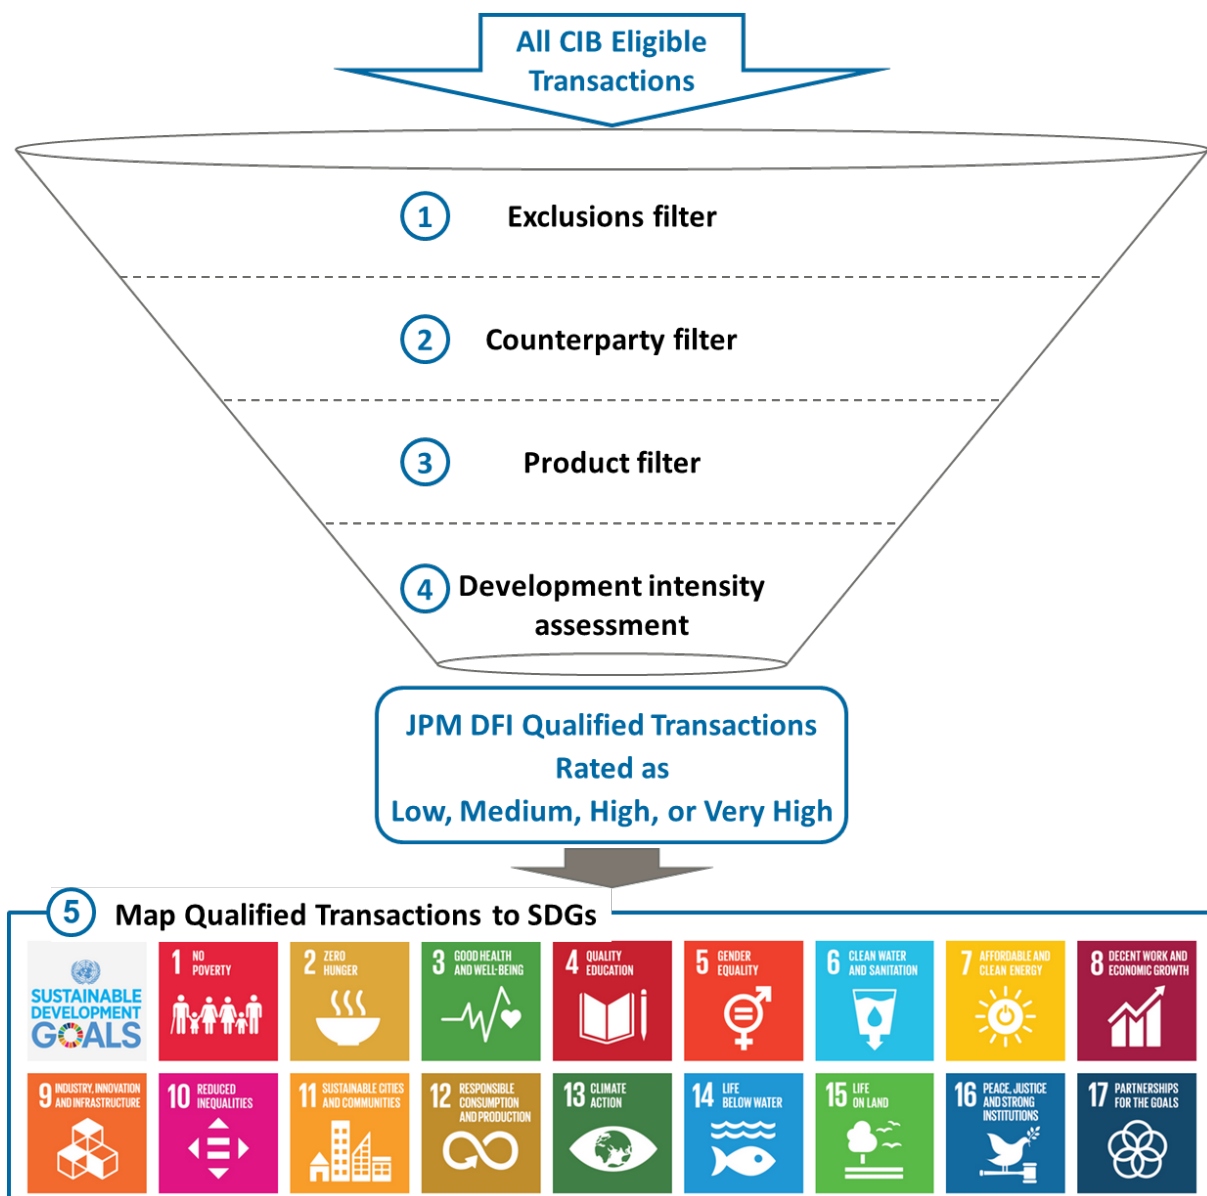 All CIB Eligible
Transactions
1 Exclusions filter
2 Counterparty filter
3 Product filter
4 Development intensity
assessment
JPM DFI Qualified Transactions
Rated as
Low, Medium, High, or Very High
5 Map Qualified Transactions to SDGs
SUSTAINABLE
DEVELOPMENT
GOALS
1 NO
POVERTY
2 ZERO
HUNGER
3 GOOD HEALTH
AND WELL-BEING
4 QUALITY
EDUCATION
5 GENDER
EQUALITY
6 CLEAN WATER
AND SANITATION
7 AFFORDABLE AND
CLEAN ENERGY
8 DECENT WORK AND
ECONOMIC GROWTH
9 INDUSTRY, INNOVATION
AND INFRASTRUCTURE
10 REDUCED
INEQUALITIES
11 SUSTAINABLE CITIES
AND COMMUNITIES
12 RESPONSIBLE
CONSUMPTION
AND PRODUCTION
13 CLIMATE
ACTION
14 LIFE
BELOW WATER
15 LIFE
ON LAND
16 PEACE, JUSTICE
AND STRONG
INSTITUTIONS
17 PARTNERSHIPS
FOR THE GOALS